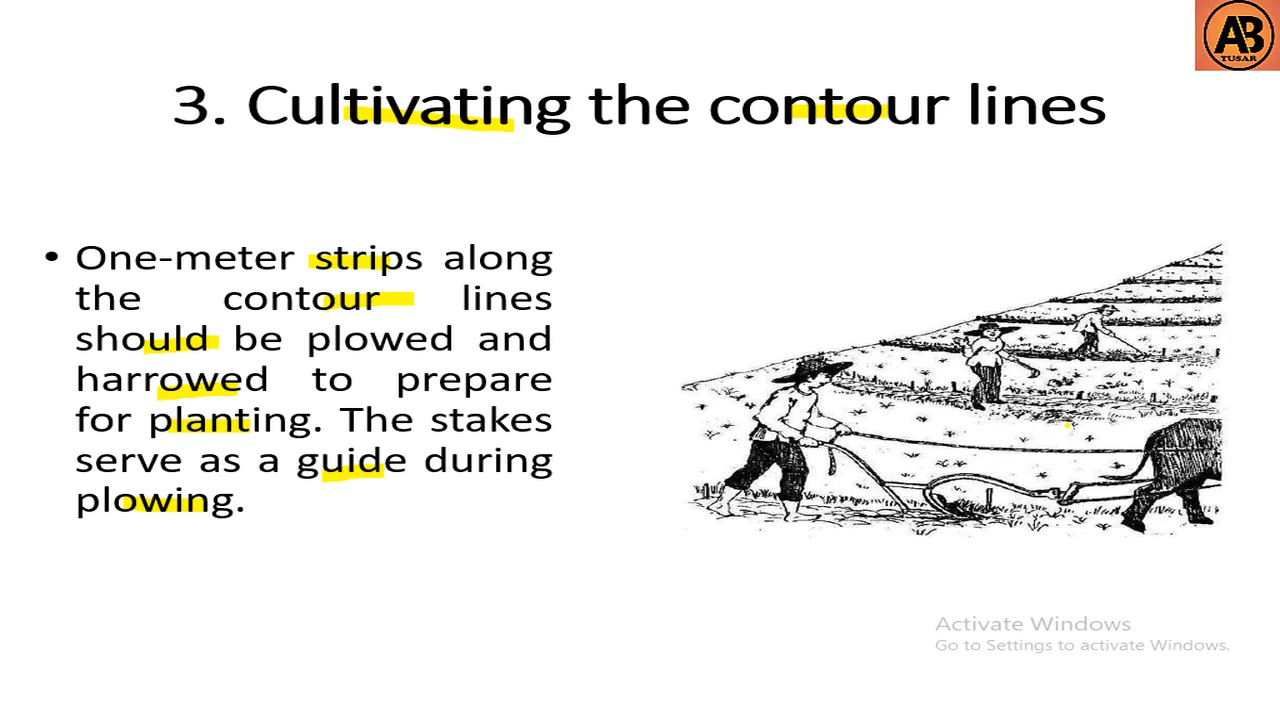 AB
TUSAR
3. Cultivating the contour lines
• One-meter strips along
the contour lines
should be plowed and
harrowed to prepare
for planting. The stakes
serve as a guide during
plowing.
Activate Windows
Go to Settings to activate Windows.